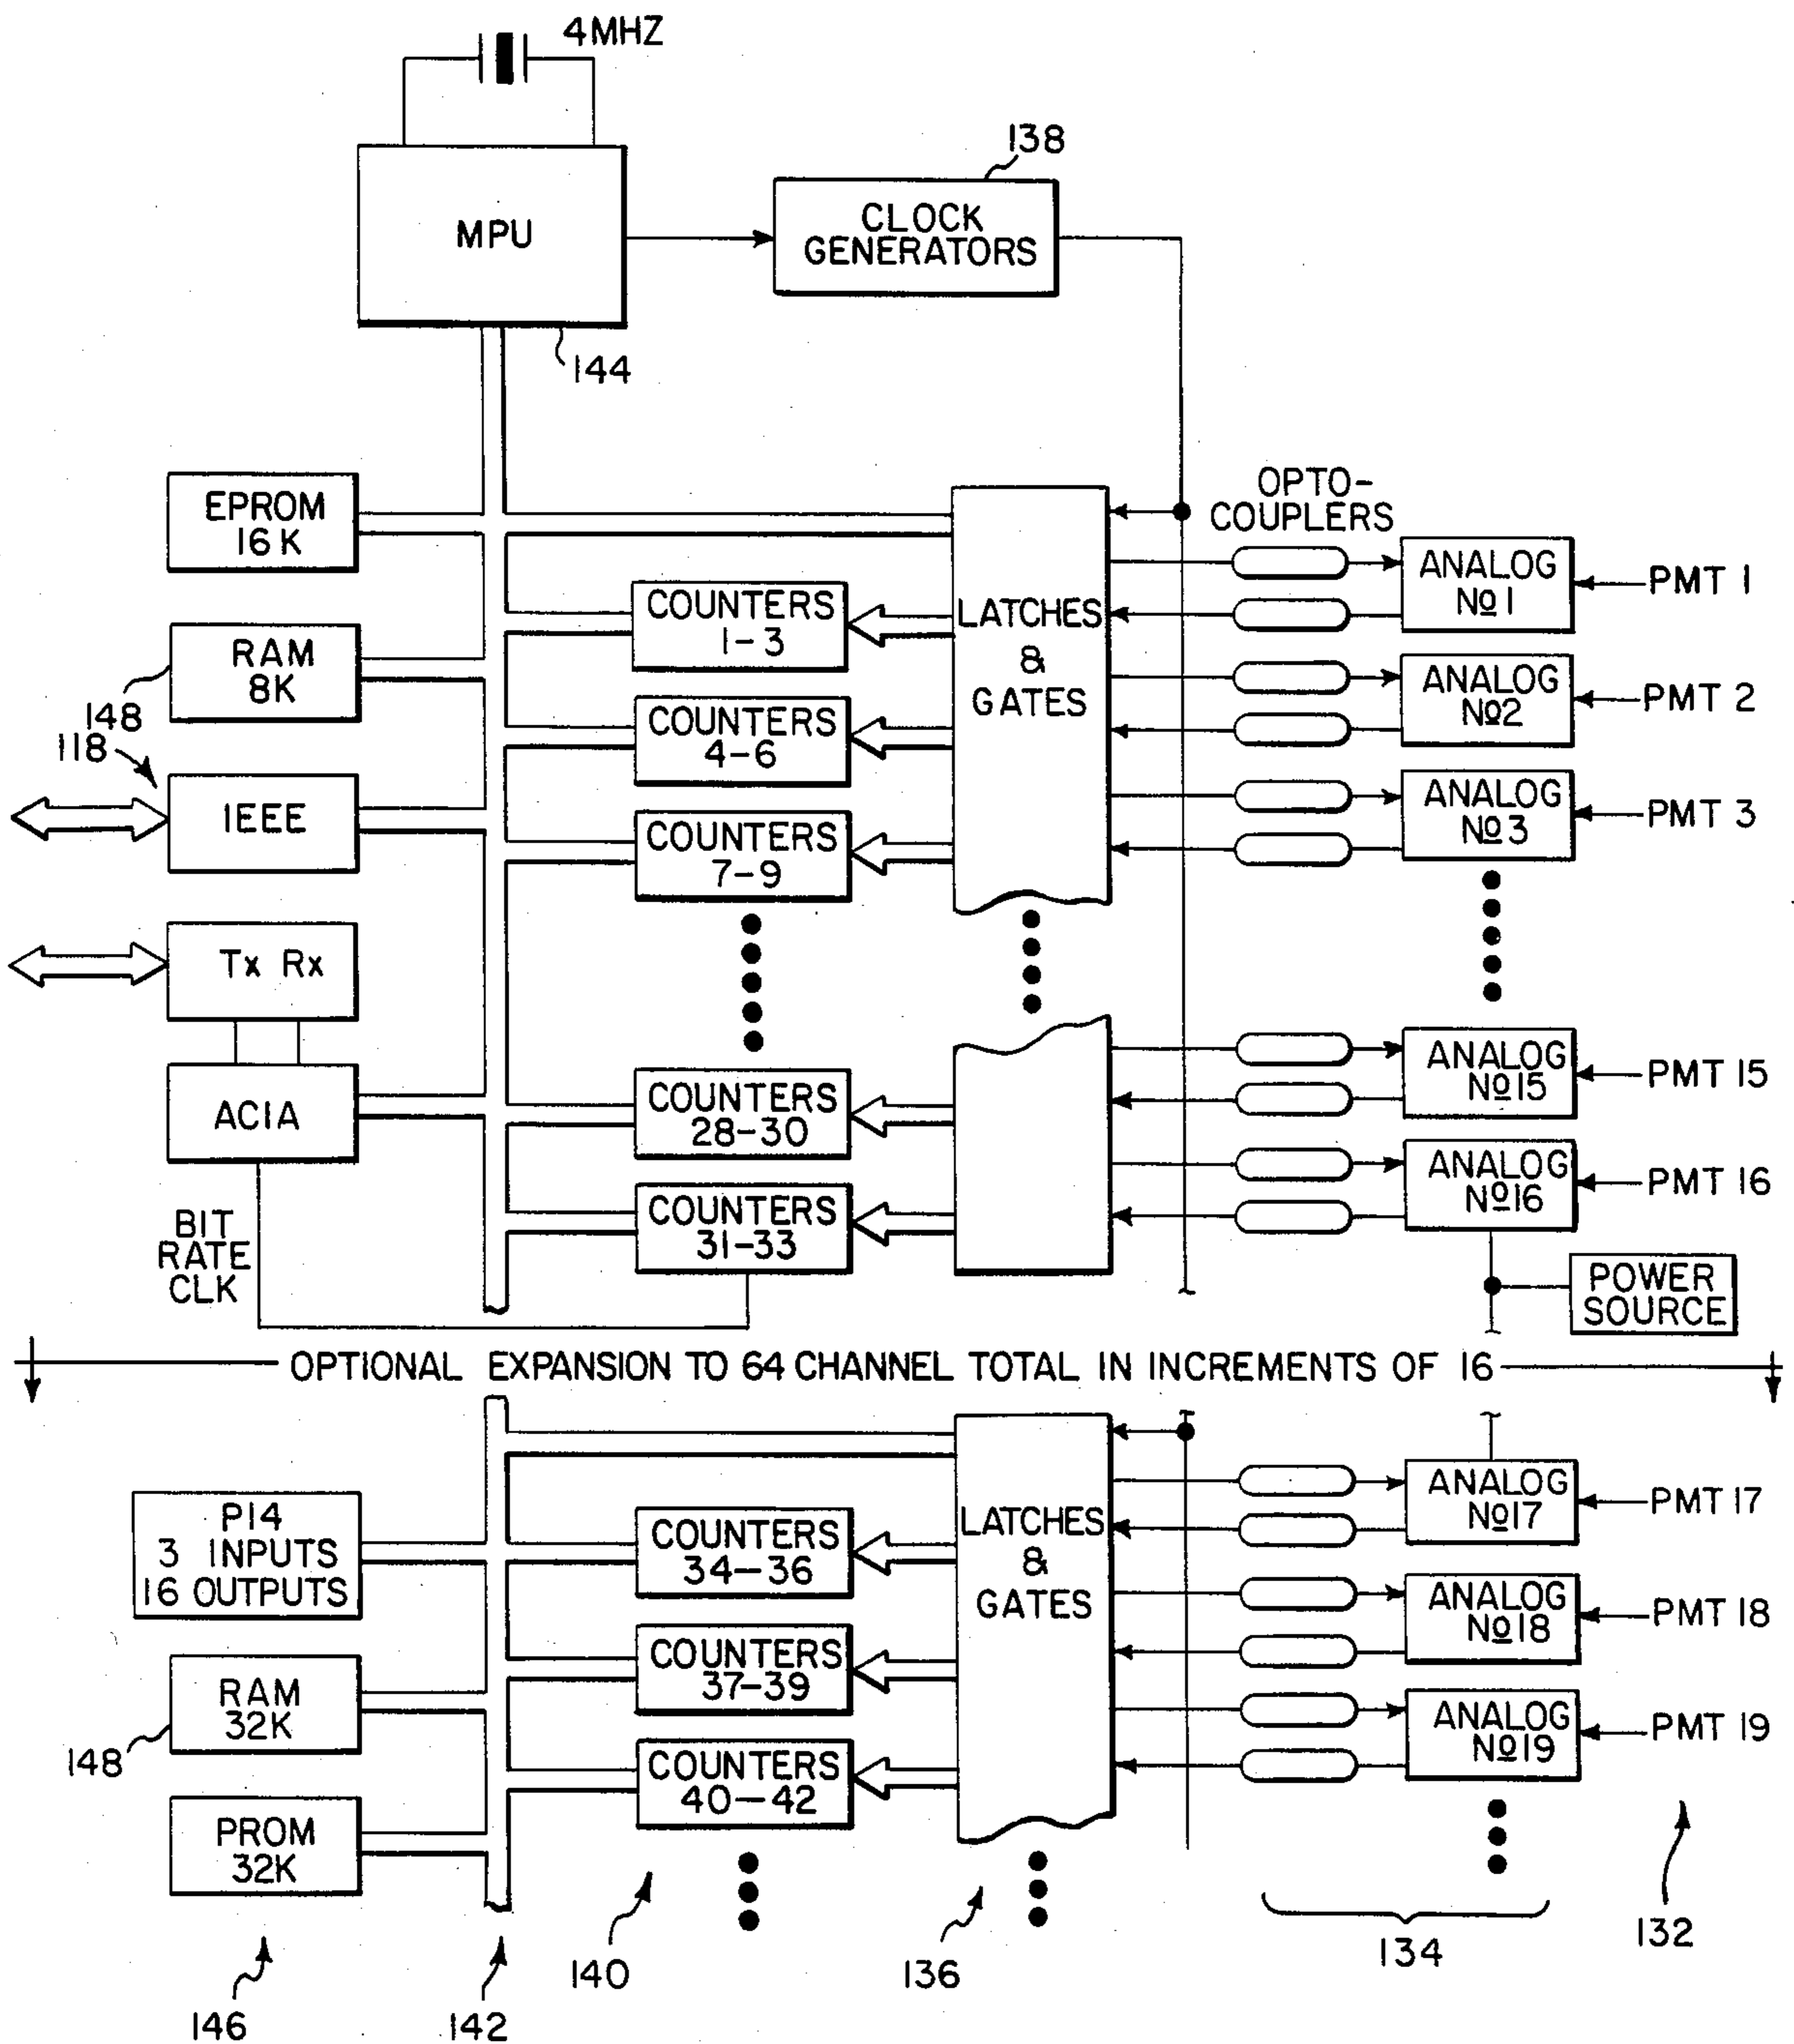 4MHZ
138
MPU
CLOCK
GENERATORS
144
EPROM
16K
OPTO-
COUPLERS
COUNTERS
1-3
LATCHES
&
GATES
ANALOG
No1
PMT 1
RAM
8K
148
COUNTERS
4-6
ANALOG
No2
PMT 2
118
IEEE
COUNTERS
7-9
ANALOG
No3
PMT 3
Tx Rx
ACIA
COUNTERS
28-30
ANALOG
No15
PMT 15
COUNTERS
31-33
ANALOG
No16
PMT 16
BIT
RATE
CLK
POWER
SOURCE
OPTIONAL EXPANSION TO 64 CHANNEL TOTAL IN INCREMENTS OF 16
PI4
3 INPUTS
16 OUTPUTS
COUNTERS
34-36
LATCHES
&
GATES
ANALOG
No17
PMT 17
COUNTERS
37-39
ANALOG
No18
PMT 18
RAM
32K
148
COUNTERS
40-42
ANALOG
No19
PMT 19
PROM
32K
146
142
140
136
134
132